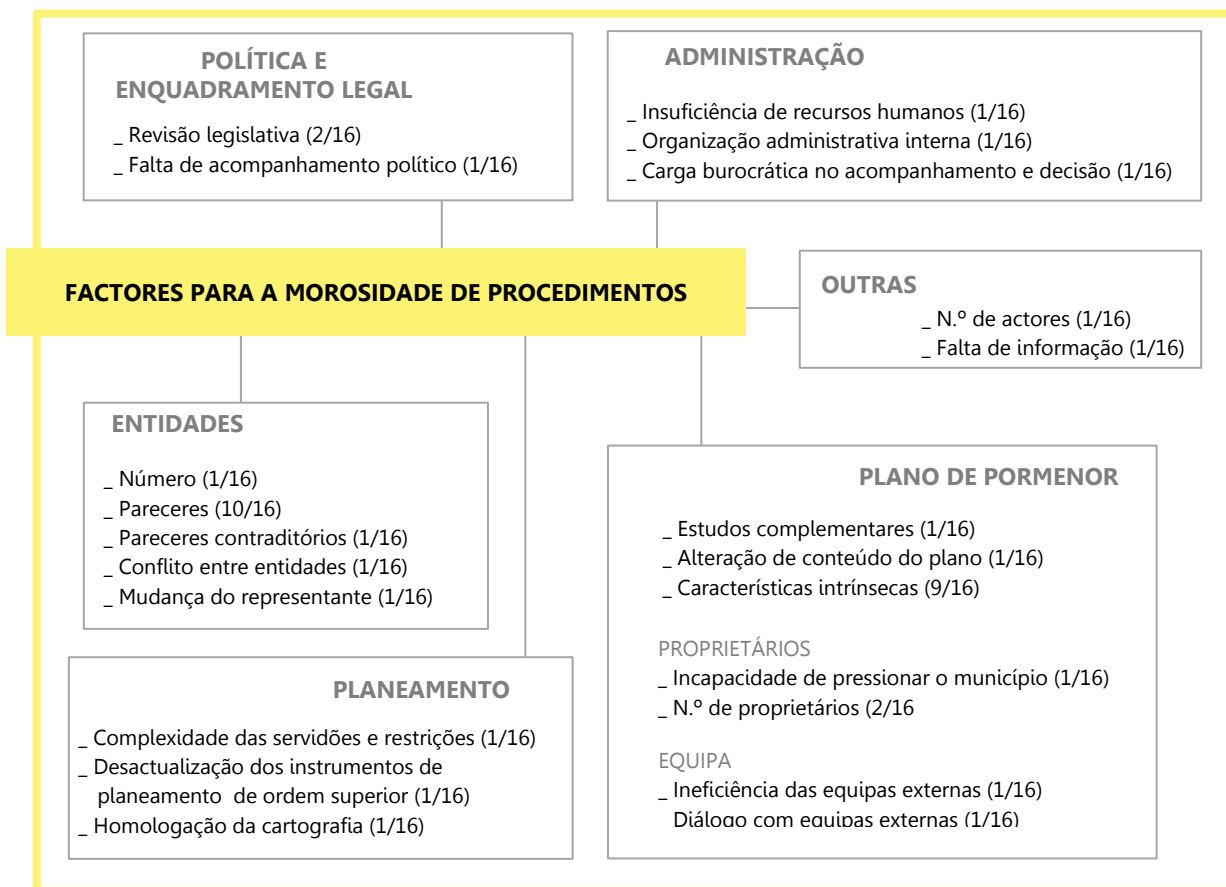 POLÍTICA E
ENQUADRAMENTO LEGAL
_ Revisão legislativa (2/16)
_ Falta de acompanhamento político (1/16)
ADMINISTRAÇÃO
_ Insuficiência de recursos humanos (1/16)
_ Organização administrativa interna (1/16)
_ Carga burocrática no acompanhamento e decisão (1/16)
FACTORES PARA A MOROSIDADE DE PROCEDIMENTOS
OUTRAS
_ N.º de actores (1/16)
_ Falta de informação (1/16)
ENTIDADES
_ Número (1/16)
_ Pareceres (10/16)
_ Pareceres contraditórios (1/16)
_ Conflito entre entidades (1/16)
_ Mudança do representante (1/16)
PLANEAMENTO
_ Complexidade das servidões e restrições (1/16)
_ Desactualização dos instrumentos de
planeamento de ordem superior (1/16)
_ Homologação da cartografia (1/16)
PLANO DE PORMENOR
_ Estudos complementares (1/16)
_ Alteração de conteúdo do plano (1/16)
_ Características intrínsecas (9/16)
PROPRIETÁRIOS
_ Incapacidade de pressionar o município (1/16)
_ N.º de proprietários (2/16
EQUIPA
_ Ineficiência das equipas externas (1/16)
Diálogo com equipas externas (1/16)